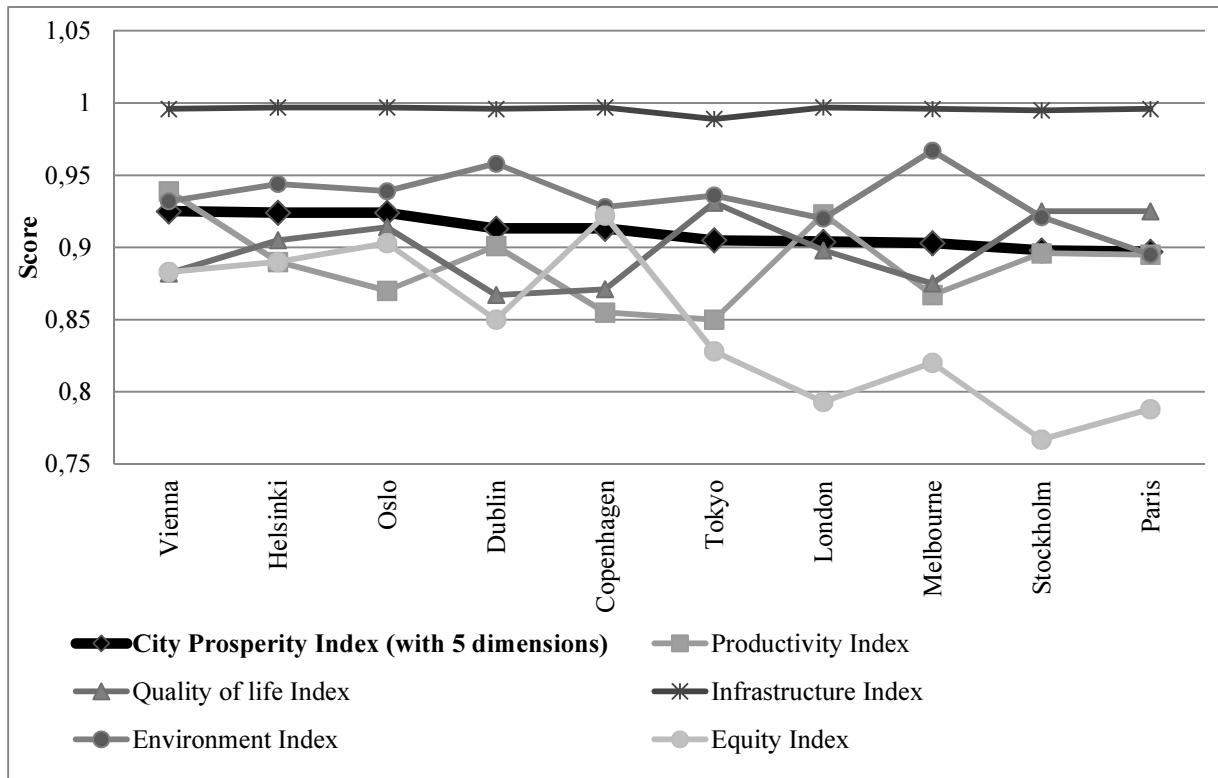 1,05
1
0,95
0,9
0,85
0,8
0,75
Score
Vienna
Helsinki
Oslo
Dublin
Copenhagen
Tokyo
London
Melbourne
Stockholm
Paris
City Prosperity Index (with 5 dimensions)
Productivity Index
Quality of life Index
Infrastructure Index
Environment Index
Equity Index